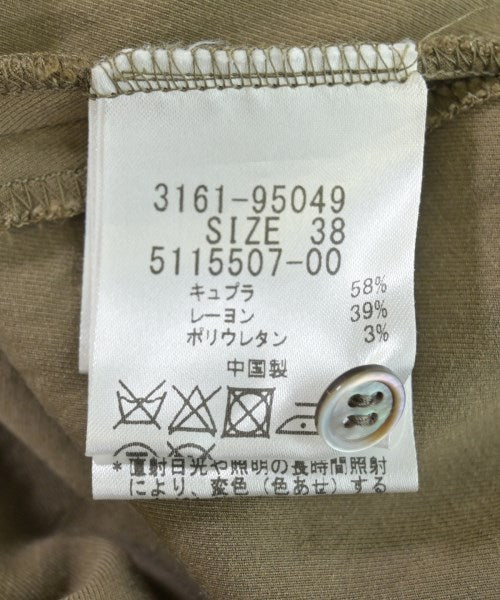 3161-95049
SIZE 38
5115507-00
キュプラ 58%
レーヨン 39%
ポリウレタン 3%
中国製
*直射日光や照明の長時間照射
により、変色（色あせ）する